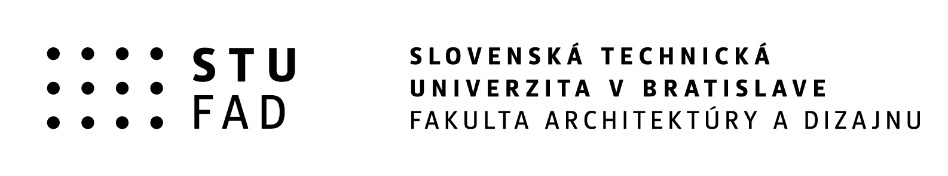 STU
FAD
SLOVENSKÁ TECHNICKÁ
UNIVERZITA V BRATISLAVE
FAKULTA ARCHITEKTÚRY A DIZAJNU